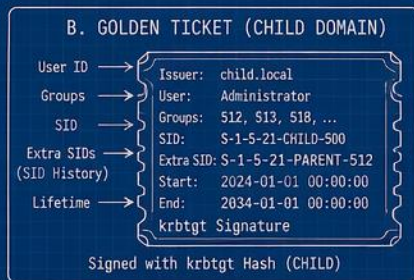 B. GOLDEN TICKET (CHILD DOMAIN)
User ID
Groups
SID
Extra SIDs
(SID History)
Lifetime
Issuer: child.local
User: Administrator
Groups: 512, 513, 518, ...
SID: S-1-5-21-CHILD-500
Extra SID: S-1-5-21-PARENT-512
Start: 2024-01-01 00:00:00
End: 2034-01-01 00:00:00
krbtgt Signature
Signed with krbtgt Hash (CHILD)